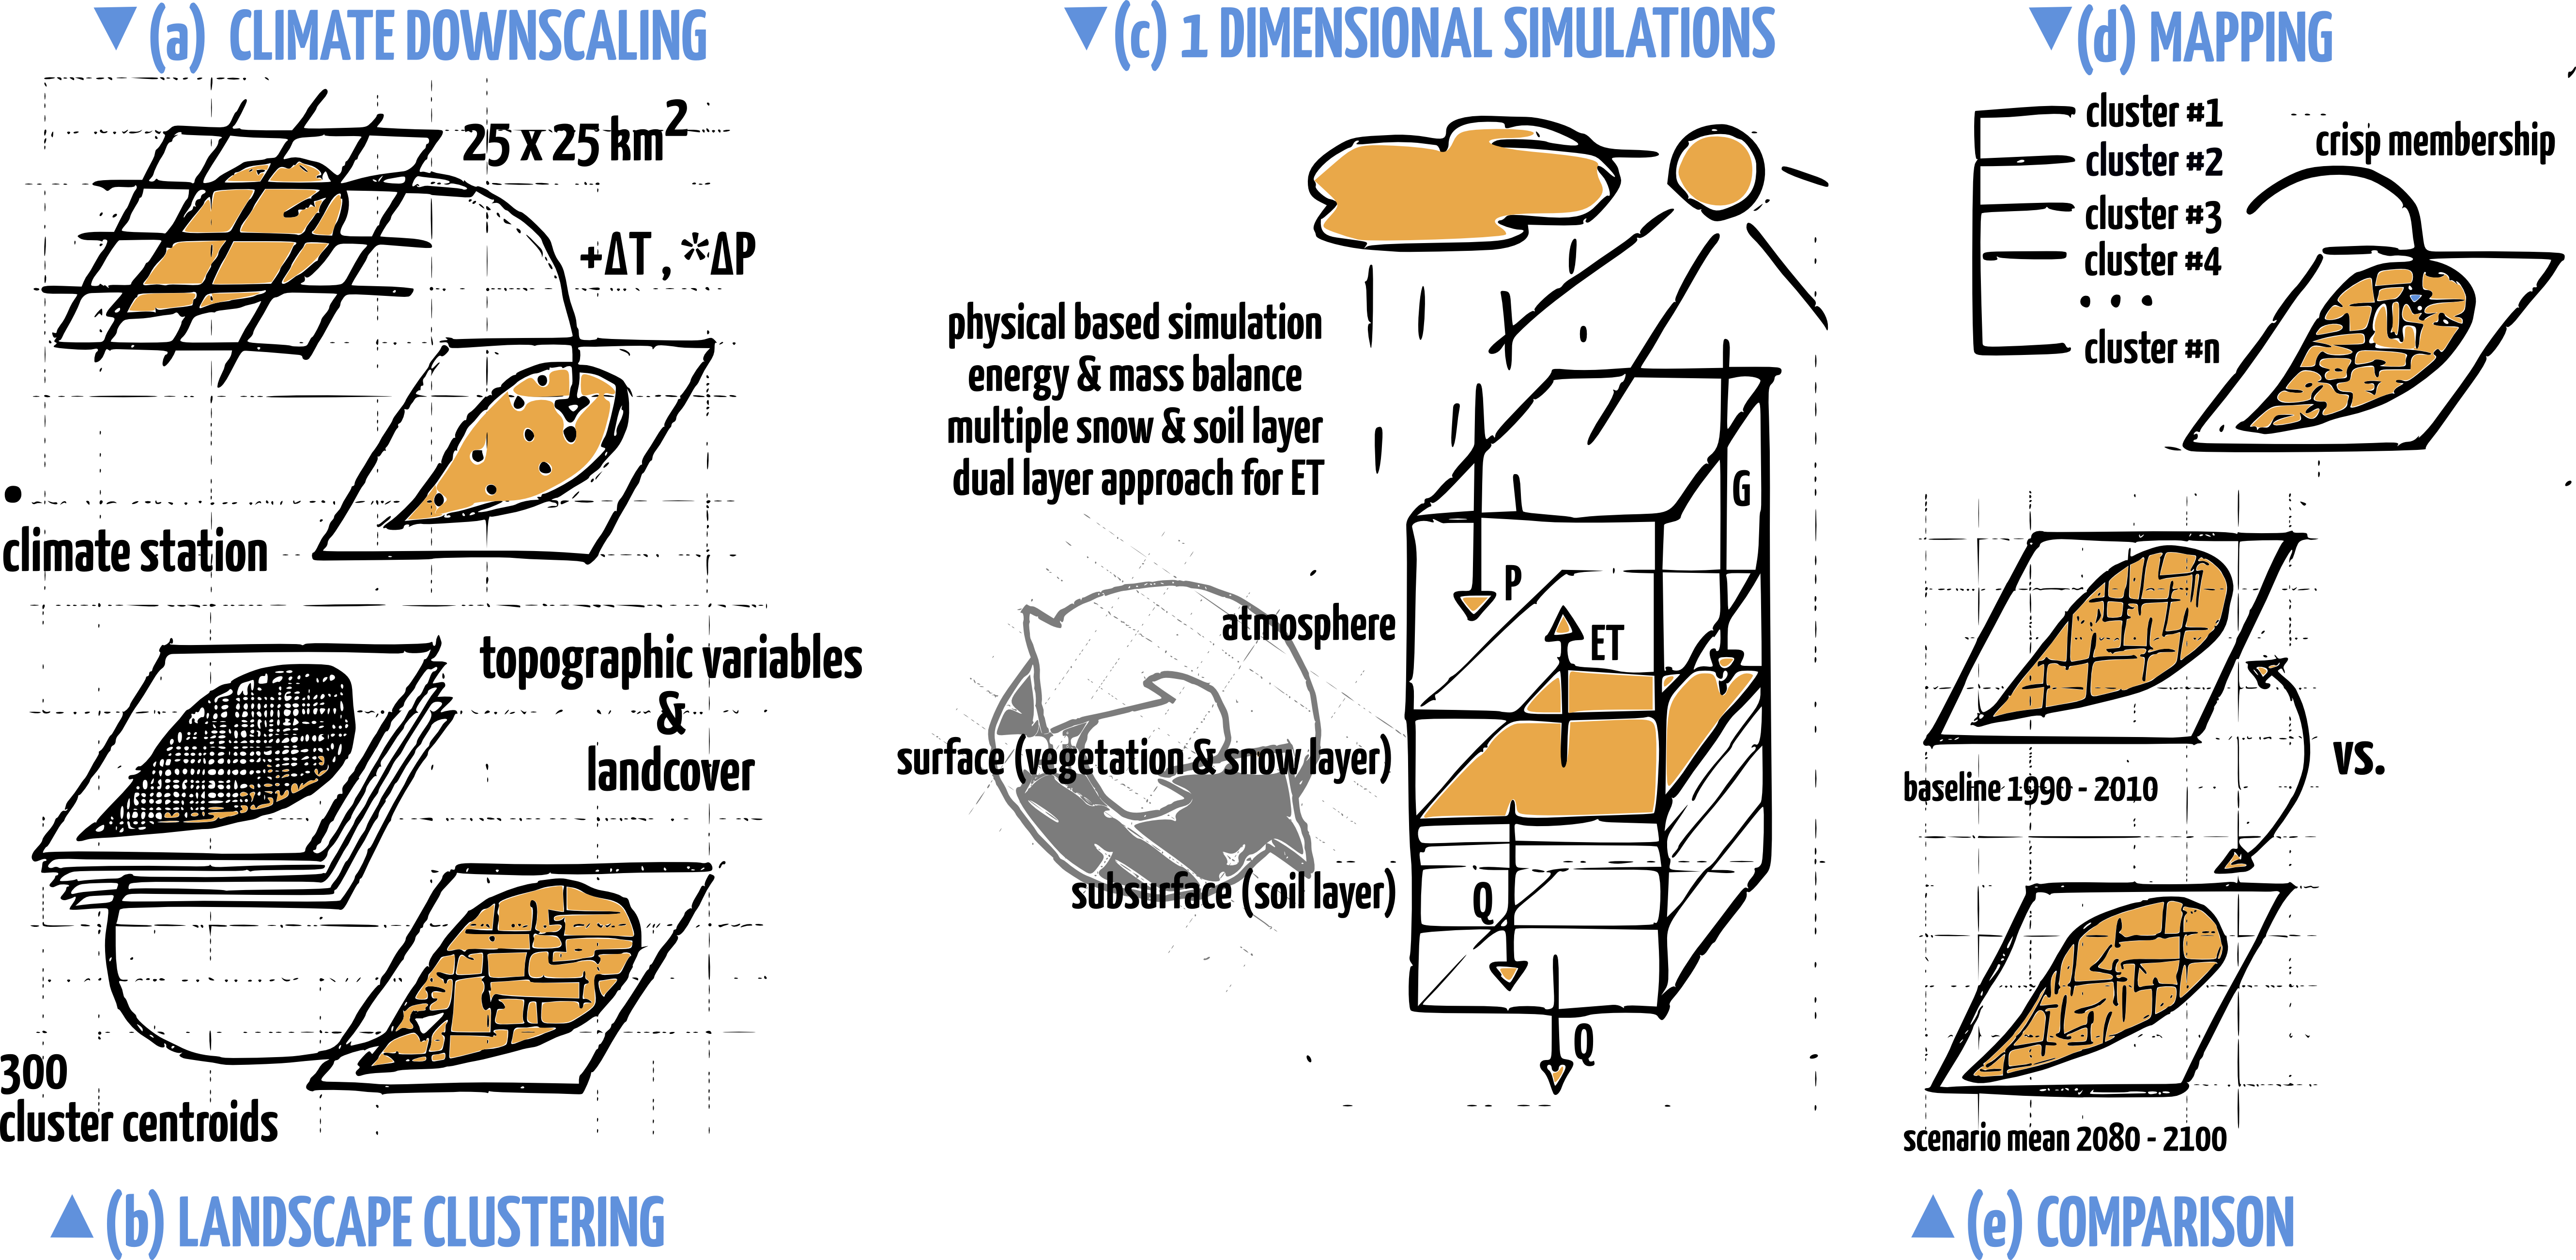 (a) CLIMATE DOWNSCALING
25 x 25 km²
+ΔT , *ΔP
climate station
topographic variables
&
landcover
300
cluster centroids
(b) LANDSCAPE CLUSTERING
(c) 1 DIMENSIONAL SIMULATIONS
physical based simulation
energy & mass balance
multiple snow & soil layer
dual layer approach for ET
G
P
ET
atmosphere
surface (vegetation & snow layer)
subsurface (soil layer)
Q
Q
(d) MAPPING
cluster #1
cluster #2
cluster #3
cluster #4
. . .
cluster #n
crisp membership
baseline 1990 - 2010
vs.
scenario mean 2080 - 2100
(e) COMPARISON